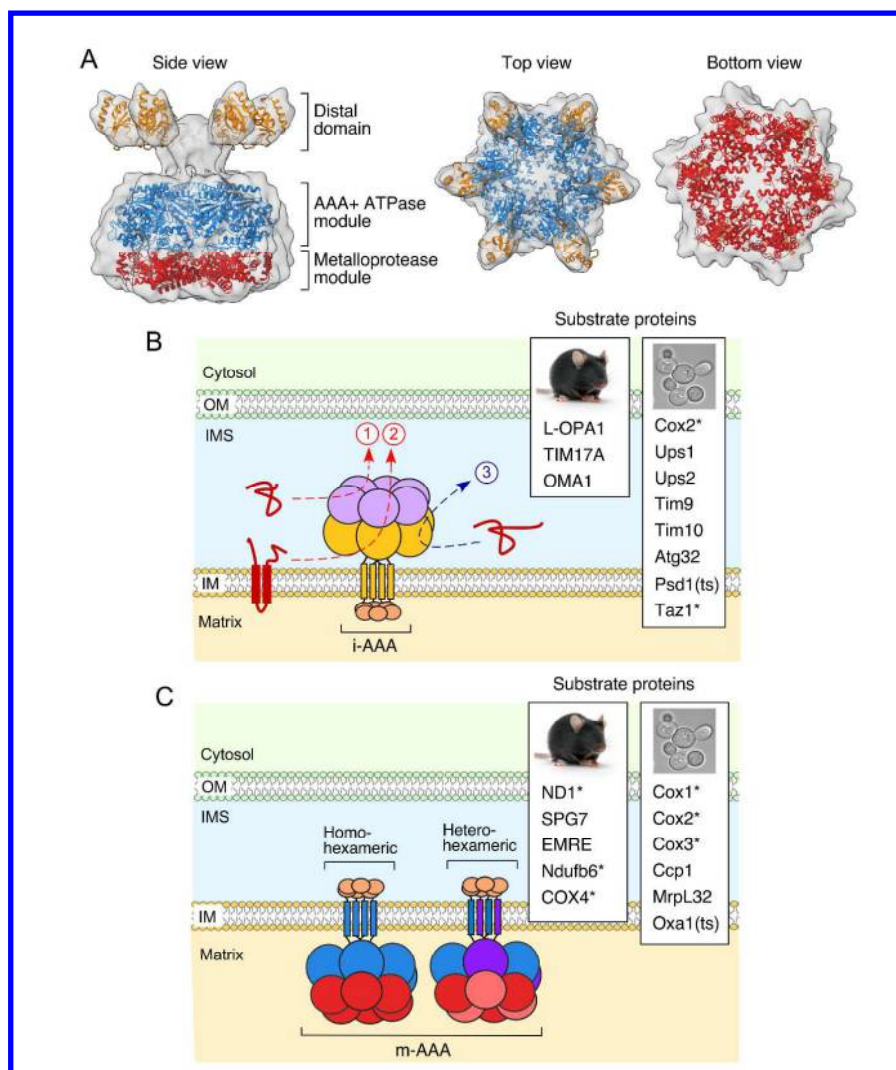 A
Side view
Top view
Bottom view
Distal
domain
AAA+ ATPase
module
Metalloprotease
module
B
Substrate proteins
Cytosol
OM
IMS
1
2
3
IM
Matrix
i-AAA
L-OPA1
TIM17A
OMA1
Cox2*
Ups1
Ups2
Tim9
Tim10
Atg32
Psd1(ts)
Taz1*
C
Substrate proteins
Cytosol
OM
IMS
Homo-
hexameric
Hetero-
hexameric
IM
Matrix
m-AAA
ND1*
SPG7
EMRE
Ndufb6*
COX4*
Cox1*
Cox2*
Cox3*
Ccp1
MrpL32
Oxa1(ts)